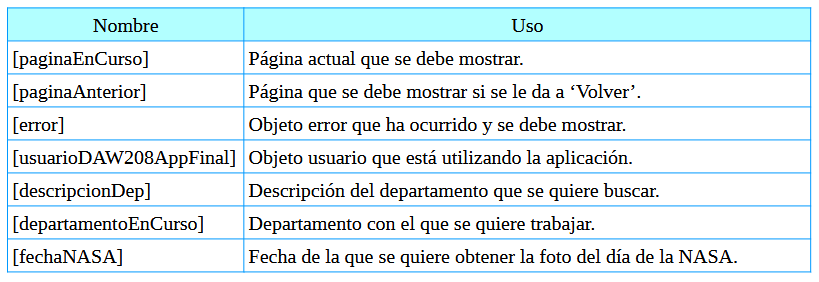 Nombre Uso
[paginaEnCurso] Página actual que se debe mostrar.
[paginaAnterior] Página que se debe mostrar si se le da a ‘Volver’.
[error] Objeto error que ha ocurrido y se debe mostrar.
[usuarioDAW208AppFinal] Objeto usuario que está utilizando la aplicación.
[descripcionDep] Descripción del departamento que se quiere buscar.
[departamentoEnCurso] Departamento con el que se quiere trabajar.
[fechaNASA] Fecha de la que se quiere obtener la foto del día de la NASA.